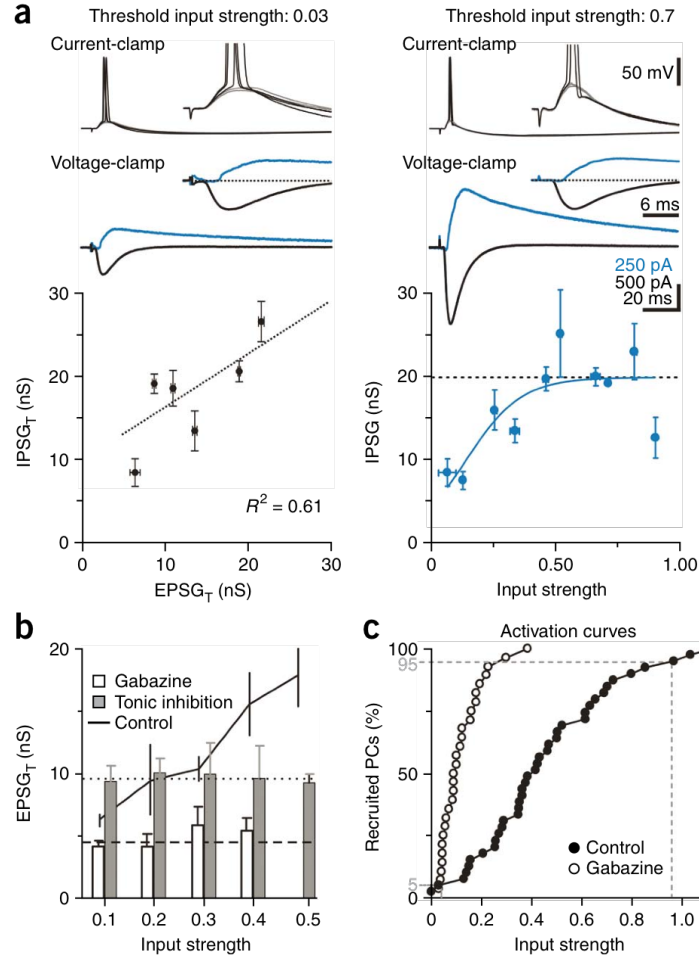 a
Threshold input strength: 0.03
Threshold input strength: 0.7
Current-clamp
Current-clamp
50 mV
Voltage-clamp
Voltage-clamp
6 ms
250 pA
500 pA
20 ms
30
20
10
0
IPSG_T (nS)
R² = 0.61
0 10 20 30
EPSG_T (nS)
30
20
10
0
IPSG (nS)
0 0.50 1.00
Input strength
b
20
10
0
EPSG_T (nS)
Gabazine
Tonic inhibition
Control
0.1 0.2 0.3 0.4 0.5
Input strength
c
Activation curves
100
95
50
5
0
Recruited PCs (%)
Control
Gabazine
0 0.2 0.4 0.6 0.8 1.0
Input strength